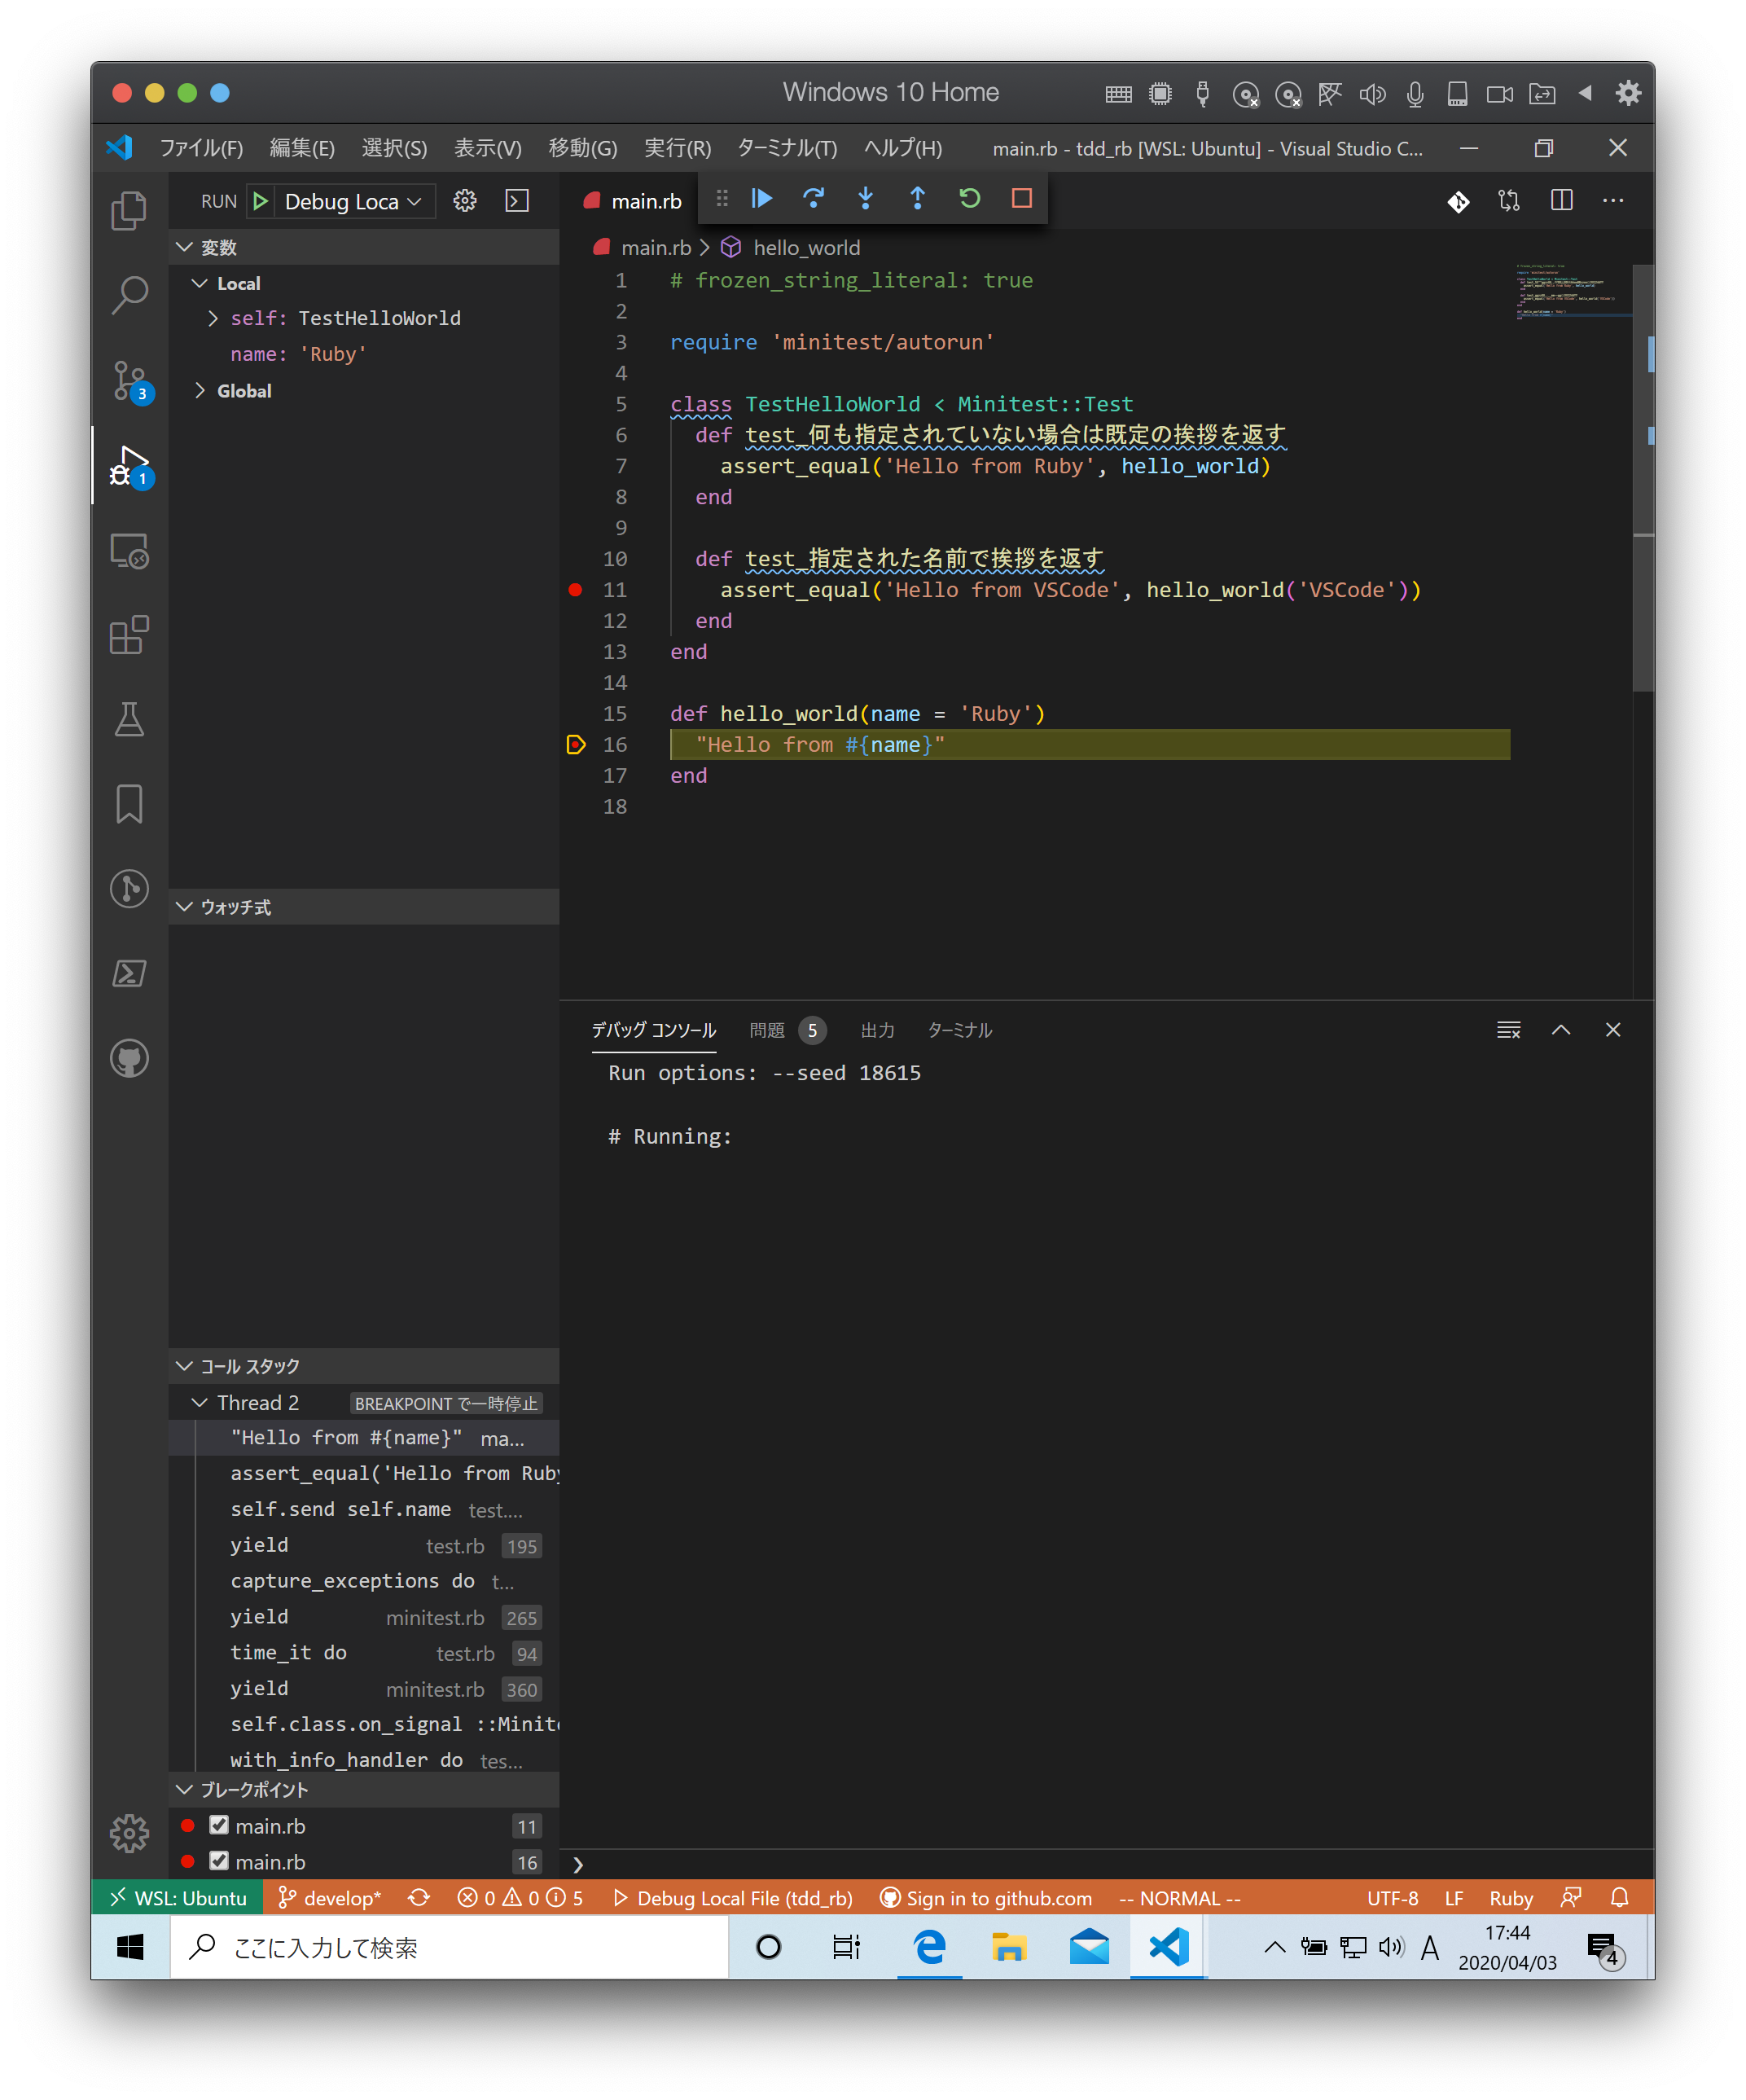 Windows 10 Home
ファイル(F) 編集(E) 選択(S) 表示(V) 移動(G) 実行(R) ターミナル(T) ヘルプ(H) main.rb - tdd_rb [WSL: Ubuntu] - Visual Studio C...
RUN Debug Loca
main.rb
変数
Local
self: TestHelloWorld
name: 'Ruby'
Global
ウォッチ式
コール スタック
Thread 2 BREAKPOINT で一時停止
"Hello from #{name}" ma...
assert_equal('Hello from Ruby
self.send self.name test....
yield test.rb 195
capture_exceptions do t...
yield minitest.rb 265
time_it do test.rb 94
yield minitest.rb 360
self.class.on_signal ::Minite
with_info_handler do tes...
ブレークポイント
main.rb 11
main.rb 16
3
1
main.rb > hello_world
1 # frozen_string_literal: true
2
3 require 'minitest/autorun'
4
5 class TestHelloWorld < Minitest::Test
6 def test_何も指定されていない場合は既定の挨拶を返す
7 assert_equal('Hello from Ruby', hello_world)
8 end
9
10 def test_指定された名前で挨拶を返す
11 assert_equal('Hello from VSCode', hello_world('VSCode'))
12 end
13 end
14
15 def hello_world(name = 'Ruby')
16 "Hello from #{name}"
17 end
18
デバッグ コンソール 問題 5 出力 ターミナル
Run options: --seed 18615
# Running:
WSL: Ubuntu develop* 0 0 5 Debug Local File (tdd_rb) Sign in to github.com -- NORMAL -- UTF-8 LF Ruby
ここに入力して検索
A
17:44
2020/04/03
4